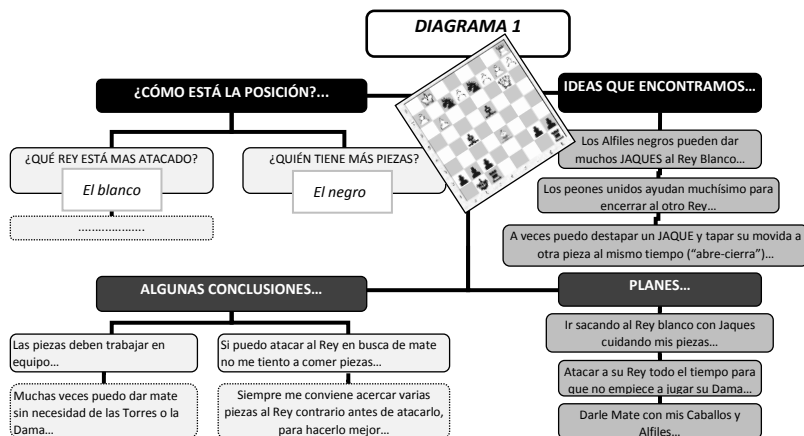 DIAGRAMA 1
¿CÓMO ESTÁ LA POSICIÓN?...
¿QUÉ REY ESTÁ MAS ATACADO?
El blanco
...................
¿QUIÉN TIENE MÁS PIEZAS?
El negro
IDEAS QUE ENCONTRAMOS...
Los Alfiles negros pueden dar
muchos JAQUES al Rey Blanco...
Los peones unidos ayudan muchísimo para
encerrar al otro Rey...
A veces puedo destapar un JAQUE y tapar su movida a
otra pieza al mismo tiempo ("abre-cierra")...
ALGUNAS CONCLUSIONES...
Las piezas deben trabajar en
equipo...
Muchas veces puedo dar mate
sin necesidad de las Torres o la
Dama...
Si puedo atacar al Rey en busca de mate
no me tiento a comer piezas...
Siempre me conviene acercar varias
piezas al Rey contrario antes de atacarlo,
para hacerlo mejor...
PLANES...
Ir sacando al Rey blanco con Jaques
cuidando mis piezas...
Atacar a su Rey todo el tiempo para
que no empiece a jugar su Dama...
Darle Mate con mis Caballos y
Alfiles...